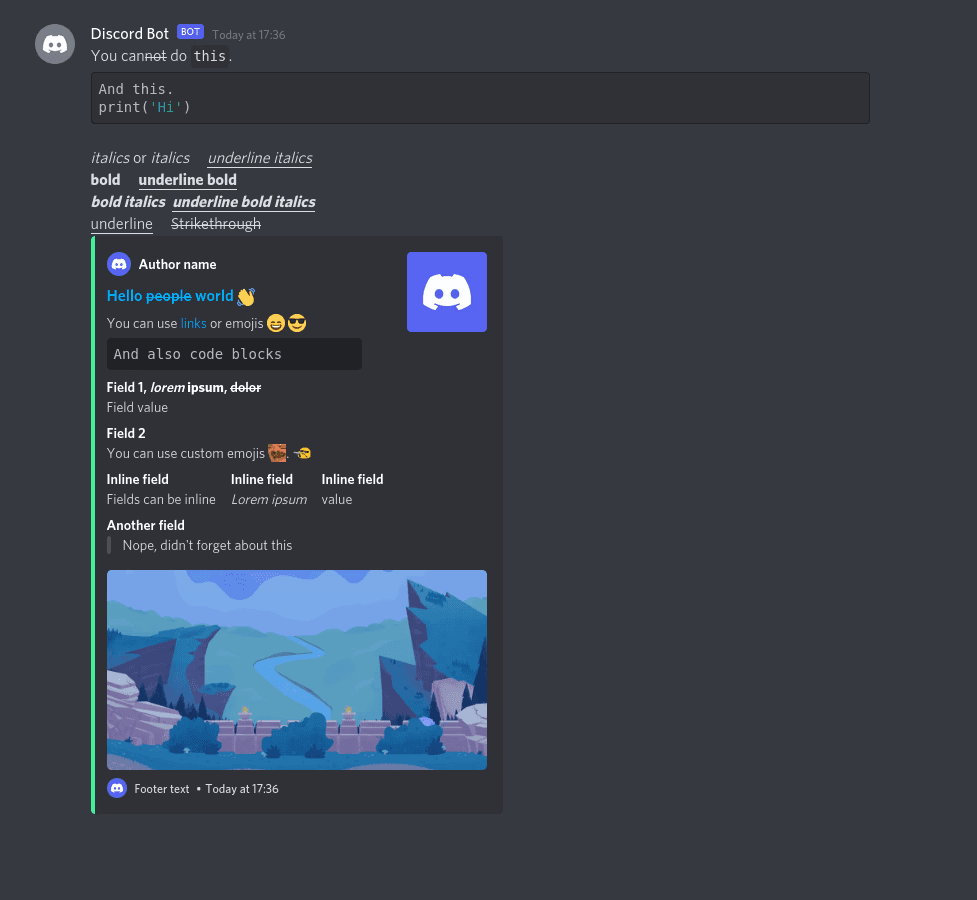 Discord Bot BOT Today at 17:36
You cannot do this.
And this.
print('Hi')
italics or italics underline italics
bold underline bold
bold italics underline bold italics
underline Strikethrough
Author name
Hello people world 👋
You can use links or emojis 😄😎
And also code blocks
Field 1, lorem ipsum, dolor
Field value
Field 2
You can use custom emojis .
Inline field Inline field Inline field
Fields can be inline Lorem ipsum value
Another field
Nope, didn't forget about this
Footer text • Today at 17:36